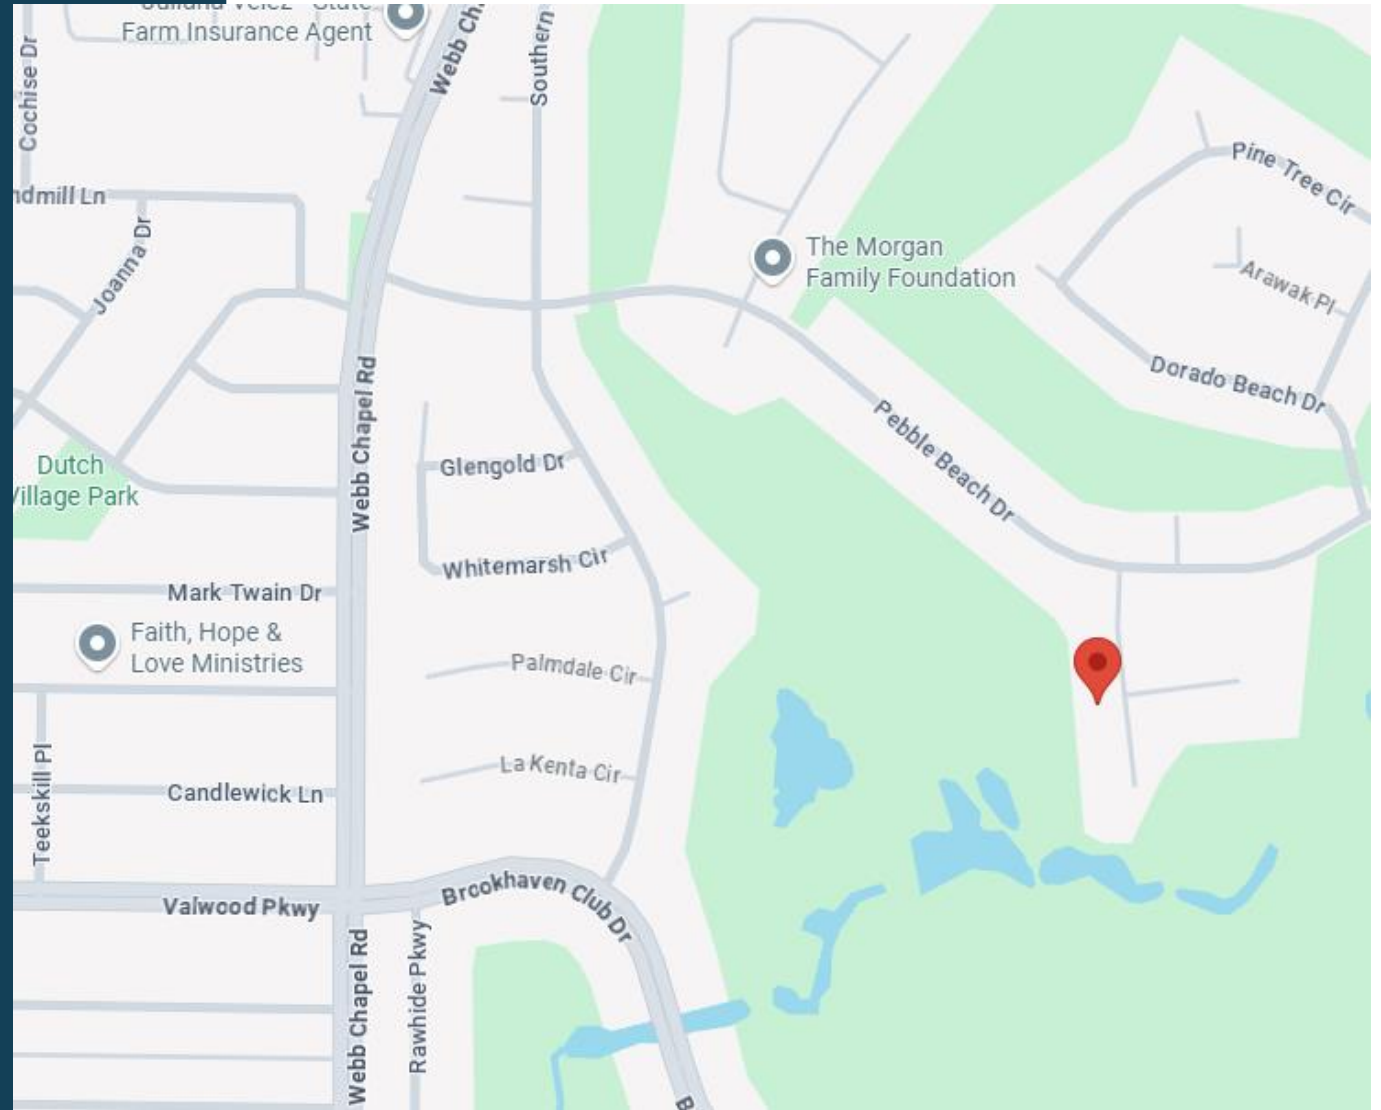 Farm Insurance Agent
Webb Ch
Southern
Cochise Dr
ndmill Ln
Joanna Dr
Pine Tree Cir
The Morgan
Family Foundation
Arawak Pl
Dorado Beach Dr
Webb Chapel Rd
Pebble Beach Dr
Glengold Dr
Dutch
Village Park
Whitemarsh Cir
Mark Twain Dr
Faith, Hope &
Love Ministries
Palmdale Cir
La Kenta Cir
Teekskill Pl
Candlewick Ln
Valwood Pkwy
Brookhaven Club Dr
Webb Chapel Rd
Rawhide Pkwy
B